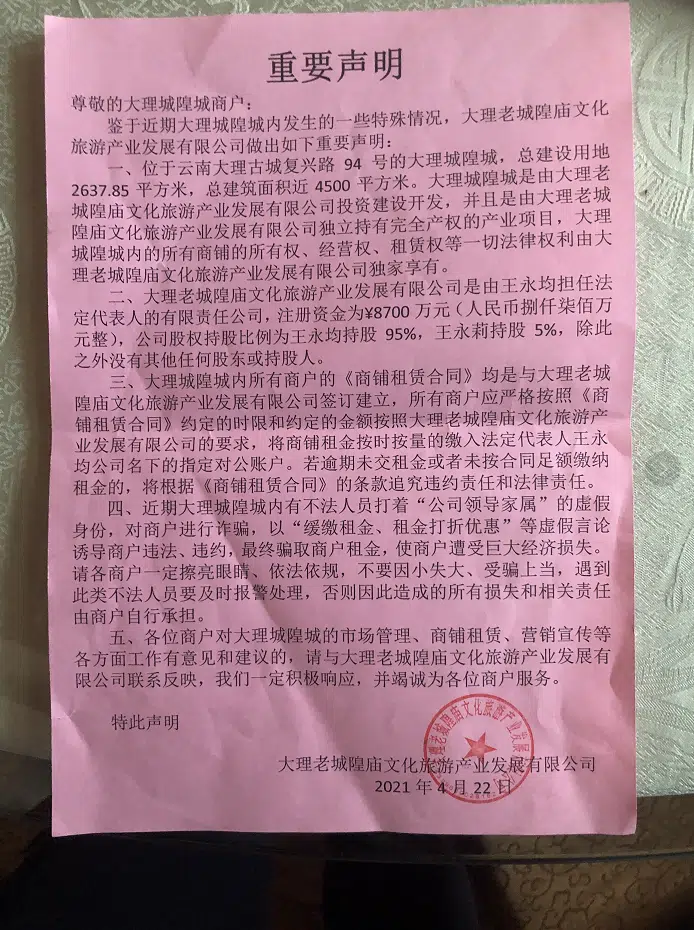 重要声明
尊敬的大理城隍城商户：
鉴于近期大理城隍城内发生的一些特殊情况，大理老城隍庙文化
旅游产业发展有限公司做出如下重要声明：
一、位于云南大理古城复兴路 94 号的大理城隍城，总建设用地
2637.85 平方米，总建筑面积近 4500 平方米。大理城隍城是由大理老
城隍庙文化旅游产业发展有限公司投资建设开发，并且是由大理老城
隍庙文化旅游产业发展有限公司独立持有完全产权的产业项目，大理
城隍城内的所有商铺的所有权、经营权、租赁权等一切法律权利由大
理老城隍庙文化旅游产业发展有限公司独家享有。
二、大理老城隍庙文化旅游产业发展有限公司是由王永均担任法
定代表人的有限责任公司，注册资金为¥8700 万元（人民币捌仟柒佰万
元整），公司股权持股比例为王永均持股 95%，王永莉持股 5%，除此
之外没有其他任何股东或持股人。
三、大理城隍城内所有商户的《商铺租赁合同》均是与大理老城
隍庙文化旅游产业发展有限公司签订建立，所有商户应严格按照《商
铺租赁合同》约定的时限和约定的金额按照大理老城隍庙文化旅游产
业发展有限公司的要求，将商铺租金按时按量的缴入法定代表人王永
均公司名下的指定对公账户。若逾期未交租金或者未按合同足额缴纳
租金的，将根据《商铺租赁合同》的条款追究违约责任和法律责任。
四、近期大理城隍城内有不法人员打着“公司领导家属”的虚假
身份，对商户进行诈骗，以“缓缴租金、租金打折优惠”等虚假言论
诱导商户违法、违约，最终骗取商户租金，使商户遭受巨大经济损失。
请各商户一定擦亮眼睛、依法依规，不要因小失大、受骗上当，遇到
此类不法人员要及时报警处理，否则因此造成的所有损失和相关责任
由商户自行承担。
五、各位商户对大理城隍城的市场管理、商铺租赁、营销宣传等
各方面工作有意见和建议的，请与大理老城隍庙文化旅游产业发展有
限公司联系反映，我们一定积极响应，并竭诚为各位商户服务。
特此声明
大理老城隍庙文化旅游产业发展有限公司
2021 年 4 月 22 日